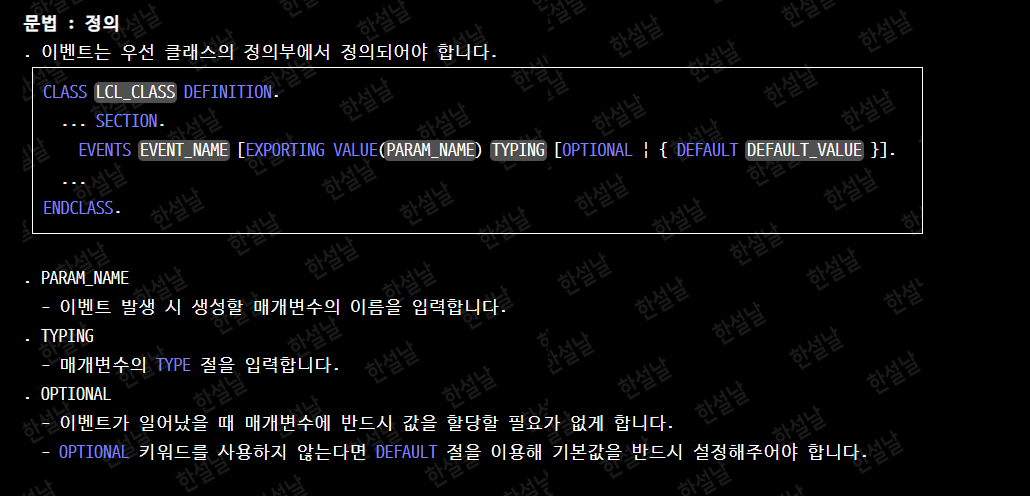 문법 : 정의
. 이벤트는 우선 클래스의 정의부에서 정의되어야 합니다.
CLASS LCL_CLASS DEFINITION.
... SECTION.
EVENTS EVENT_NAME [EXPORTING VALUE(PARAM_NAME) TYPING [OPTIONAL ¦ { DEFAULT DEFAULT_VALUE }].
...
ENDCLASS.
. PARAM_NAME
- 이벤트 발생 시 생성할 매개변수의 이름을 입력합니다.
. TYPING
- 매개변수의 TYPE 절을 입력합니다.
. OPTIONAL
- 이벤트가 일어났을 때 매개변수에 반드시 값을 할당할 필요가 없게 합니다.
- OPTIONAL 키워드를 사용하지 않는다면 DEFAULT 절을 이용해 기본값을 반드시 설정해주어야 합니다.
한설날